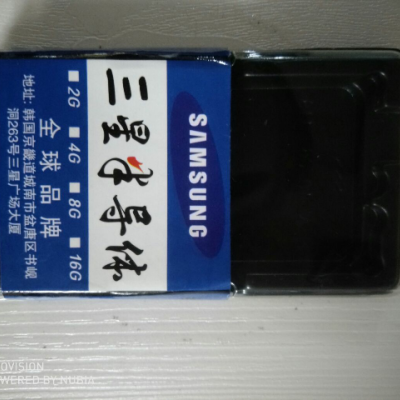 SAMSUNG
三星半导体
■2G ■4G ■8G ■16G
全球品牌
地址:韩国京畿道城南市盆唐区书岘
洞263号三星广场大厦
OVISION
WERED BY NUBIA